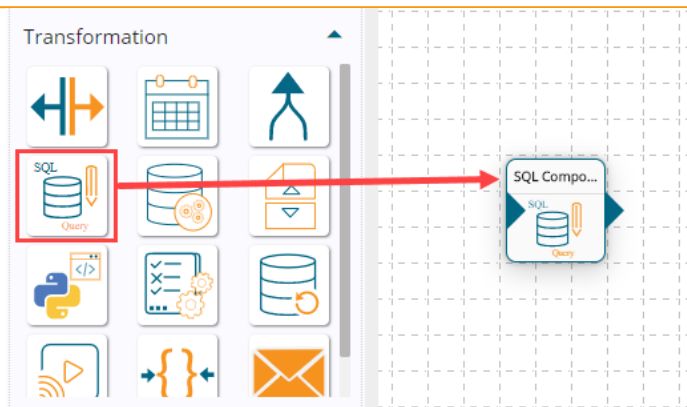 Transformation
SQL
Query
SQL Compo...
SQL
Query